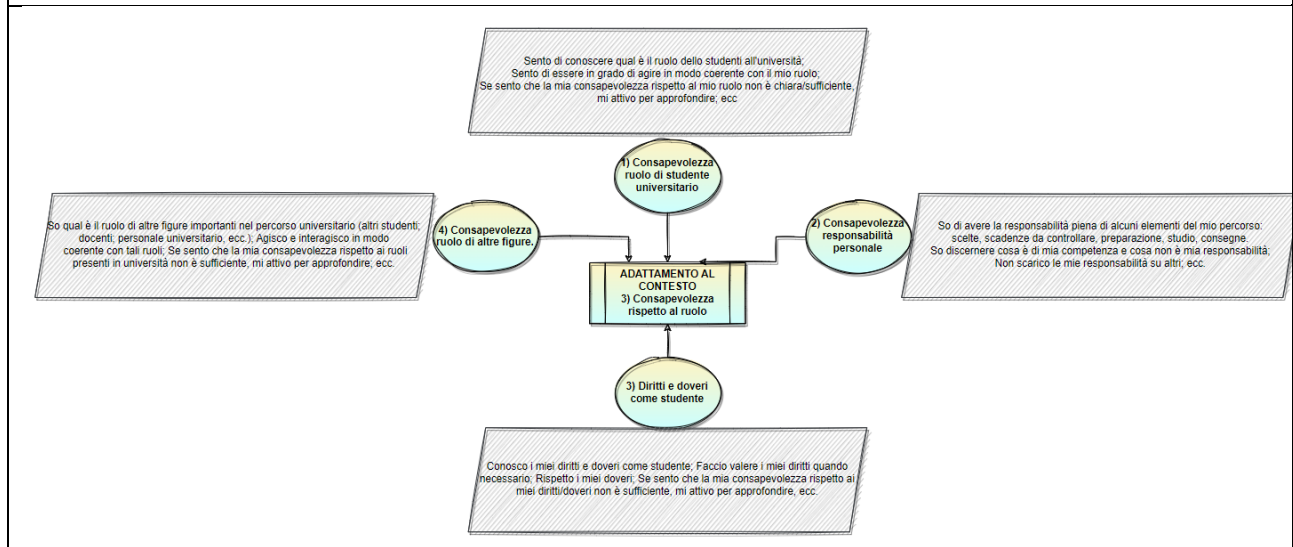 Sento di conoscere qual è il ruolo dello studenti all'università;
Sento di essere in grado di agire in modo coerente con il mio ruolo;
Se sento che la mia consapevolezza rispetto al mio ruolo non è chiara/sufficiente,
mi attivo per approfondire; ecc
1) Consapevolezza
ruolo di studente
universitario
So qual è il ruolo di altre figure importanti nel percorso universitario (altri studenti;
docenti; personale universitario, ecc.); Agisco e interagisco in modo
coerente con tali ruoli; Se sento che la mia consapevolezza rispetto ai ruoli
presenti in università non è sufficiente, mi attivo per approfondire; ecc.
4) Consapevolezza
ruolo di altre figure.
2) Consapevolezza
responsabilità
personale
So di avere la responsabilità piena di alcuni elementi del mio percorso:
scelte, scadenze da controllare, preparazione, studio, consegne.
So discernere cosa è di mia competenza e cosa non è mia responsabilità;
Non scarico le mie responsabilità su altri; ecc.
ADATTAMENTO AL
CONTESTO
3) Consapevolezza
rispetto al ruolo
3) Diritti e doveri
come studente
Conosco i miei diritti e doveri come studente; Faccio valere i miei diritti quando
necessario; Rispetto i miei doveri; Se sento che la mia consapevolezza rispetto ai
miei diritti/doveri non è sufficiente, mi attivo per approfondire, ecc.